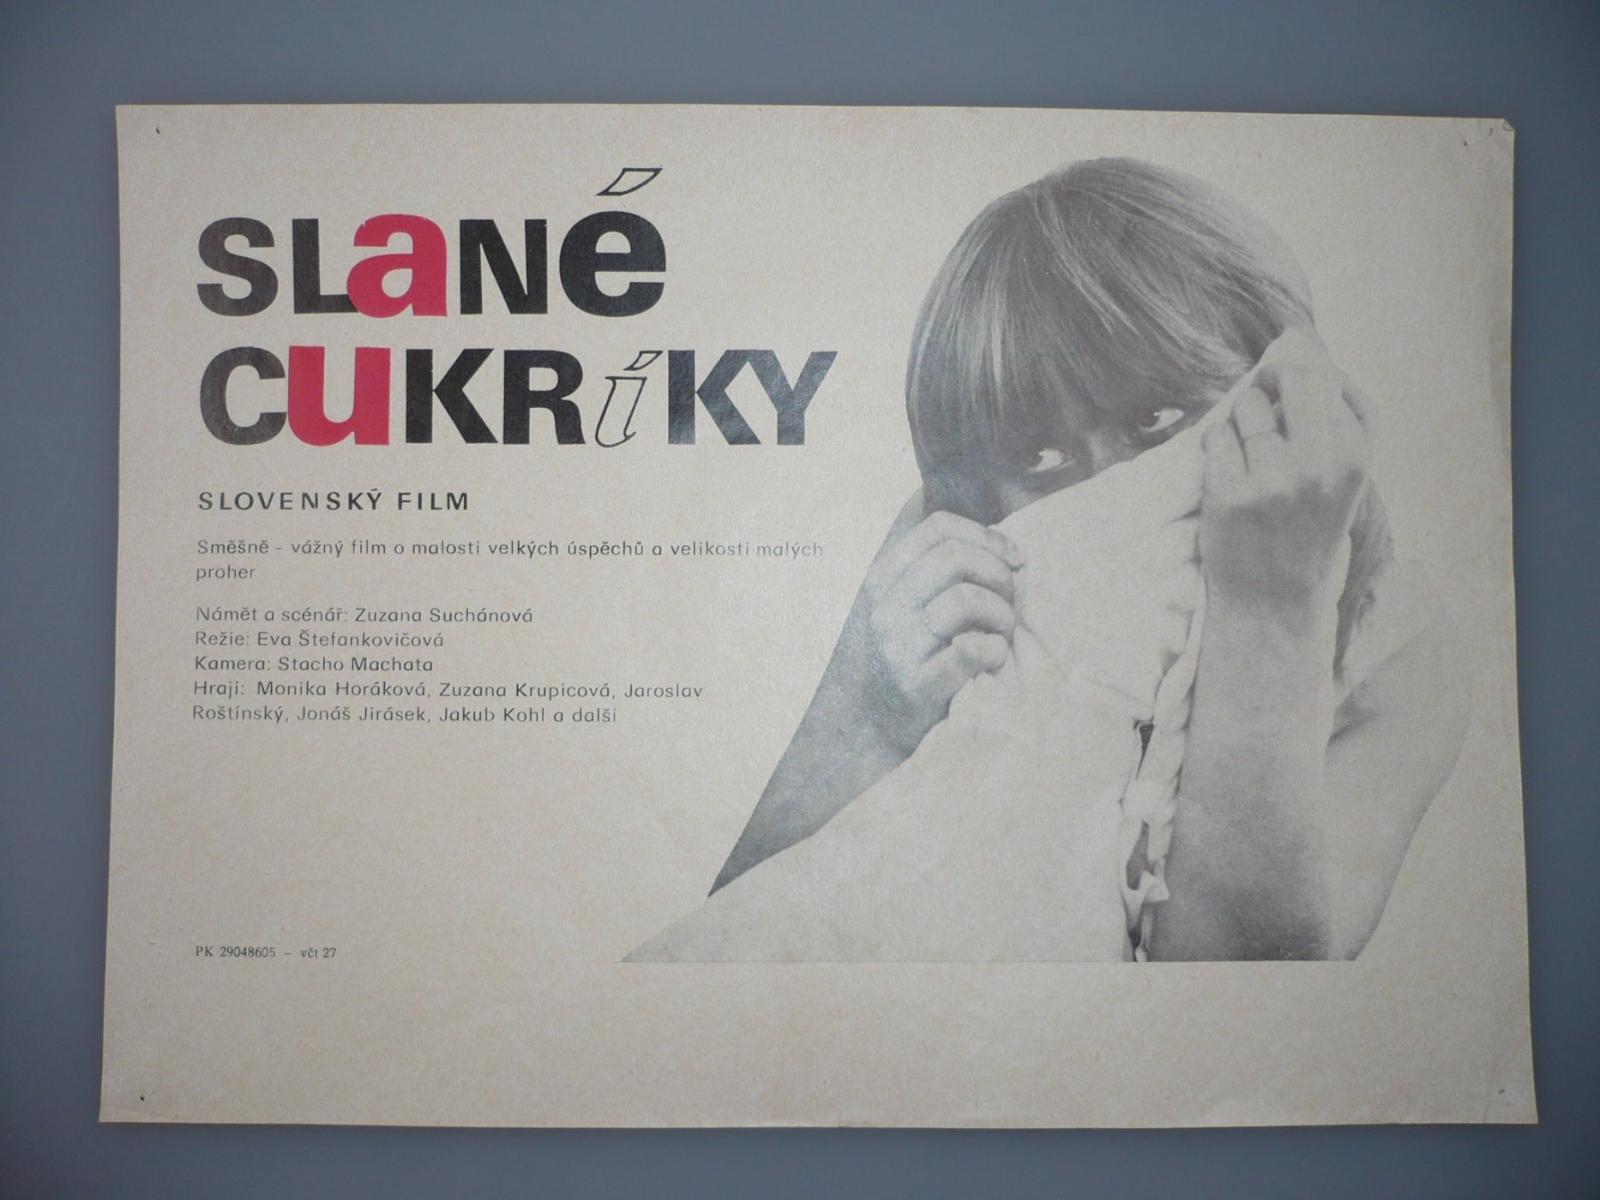 SLaNé
CuKRíKY
SLOVENSKÝ FILM
Směšně - vážný film o malosti velkých úspěchů a velikosti malých
proher
Námět a scénář: Zuzana Suchánová
Režie: Eva Štefankovičová
Kamera: Stacho Machata
Hrají: Monika Horáková, Zuzana Krupicová, Jaroslav
Roštínský, Jonáš Jirásek, Jakub Kohl a další
PK 29048605 – včt 27